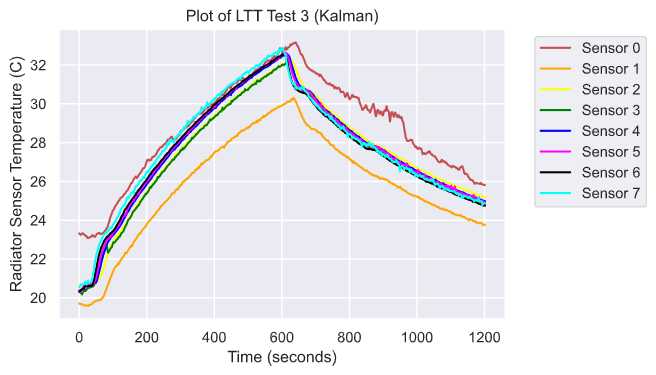 Plot of LTT Test 3 (Kalman)
Radiator Sensor Temperature (C)
32
30
28
26
24
22
20
0 200 400 600 800 1000 1200
Time (seconds)
Sensor 0
Sensor 1
Sensor 2
Sensor 3
Sensor 4
Sensor 5
Sensor 6
Sensor 7